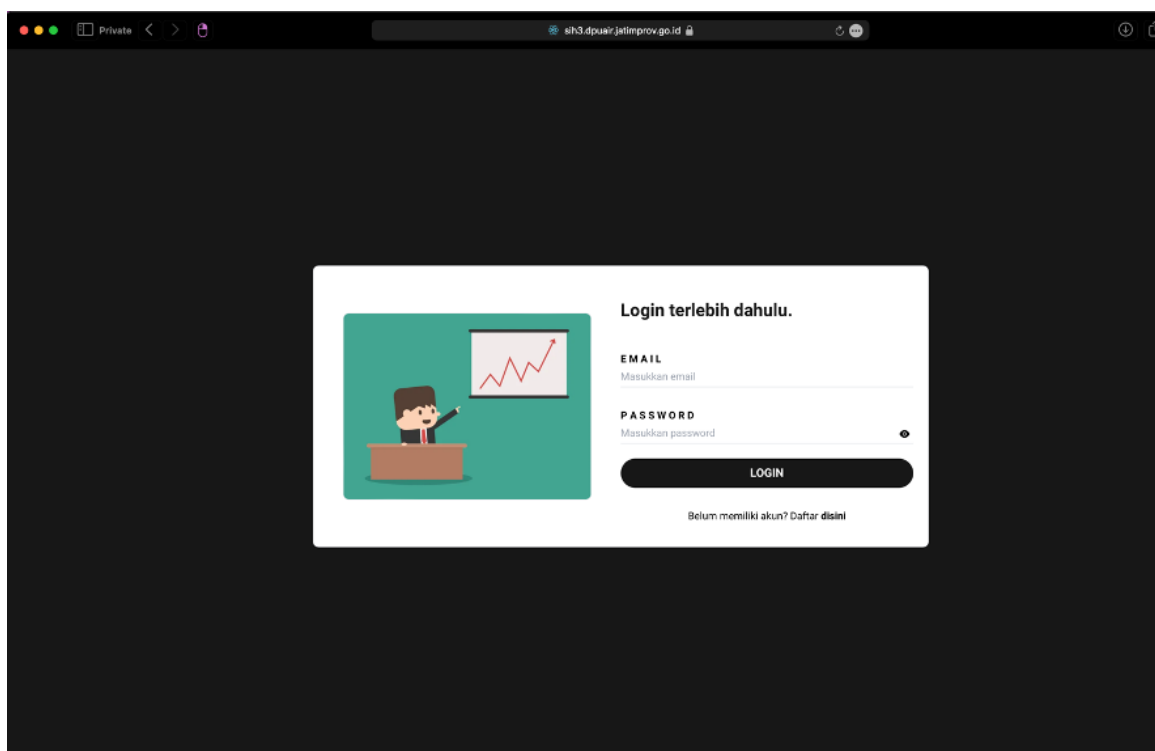 Private
sih3.dpuair.jatimprov.go.id
Login terlebih dahulu.
EMAIL
Masukkan email
PASSWORD
Masukkan password
LOGIN
Belum memiliki akun? Daftar disini